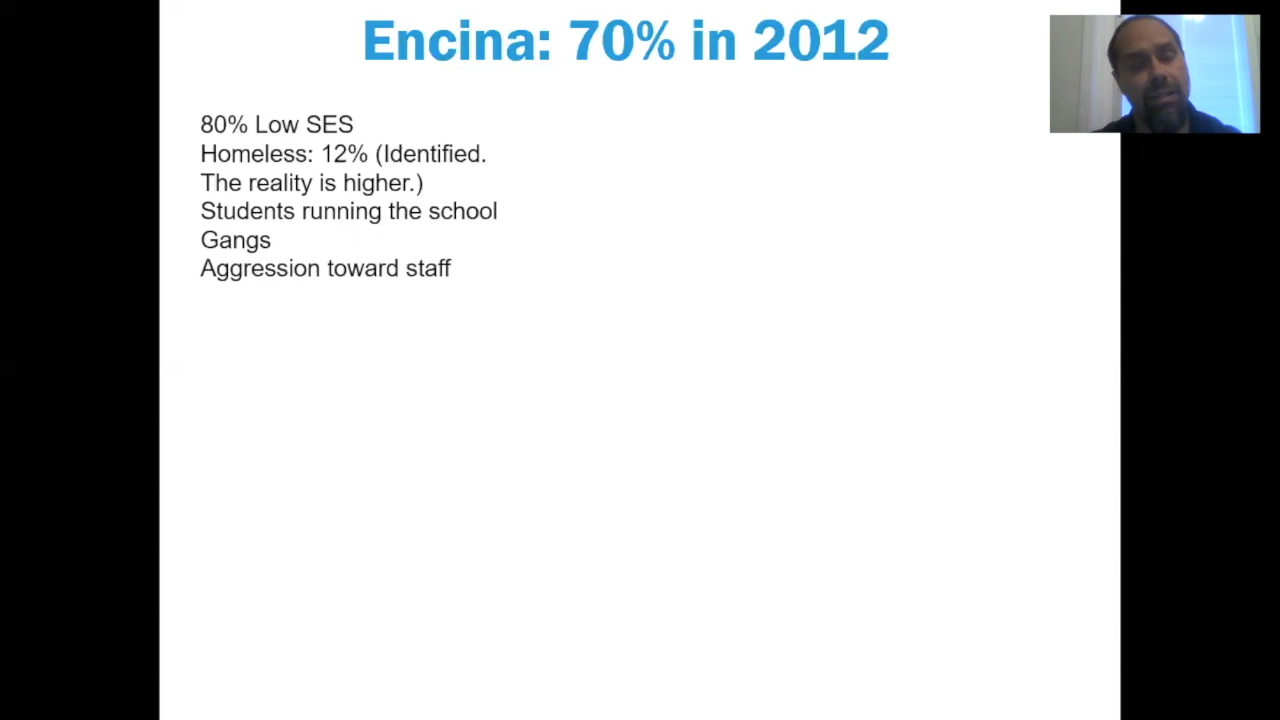 Encina: 70% in 2012
80% Low SES
Homeless: 12% (Identified.
The reality is higher.)
Students running the school
Gangs
Aggression toward staff